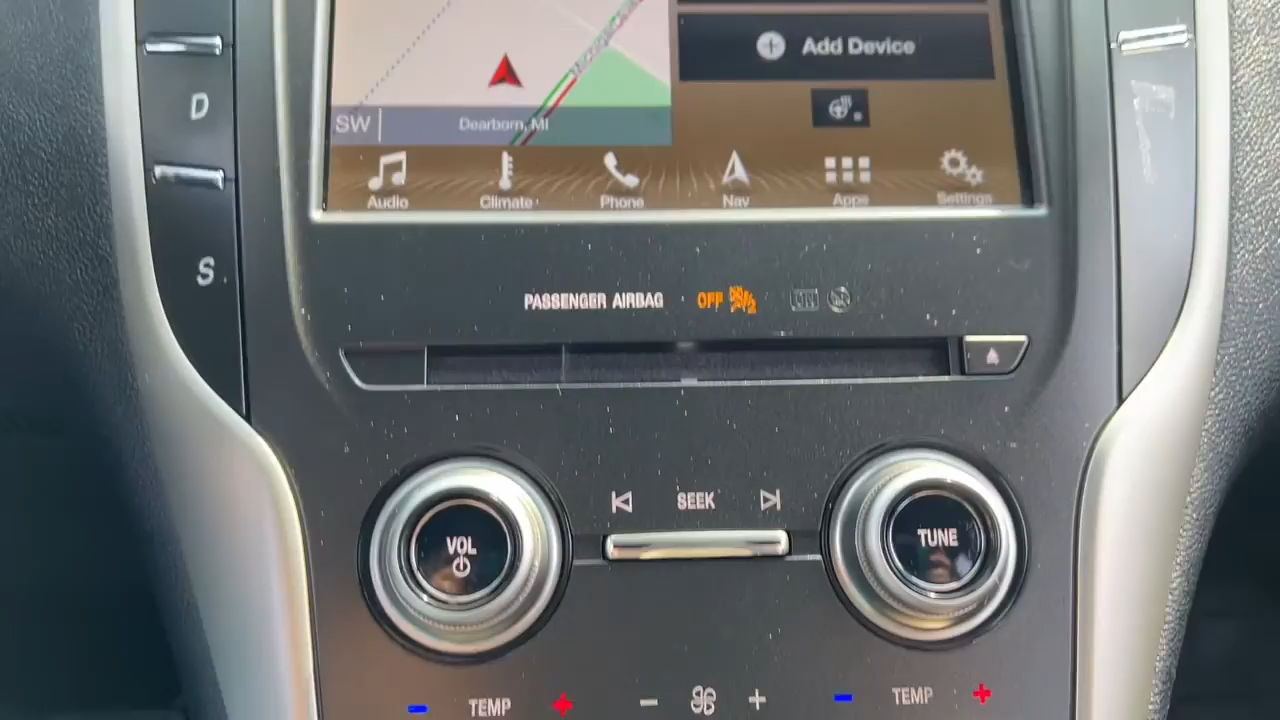 Add Device
D
SW
Dearborn, MI
Audio
Climate
Phone
Nav
Apps
Settings
S
PASSENGER AIRBAG OFF
SEEK
VOL
TUNE
- TEMP +
- +
- TEMP +